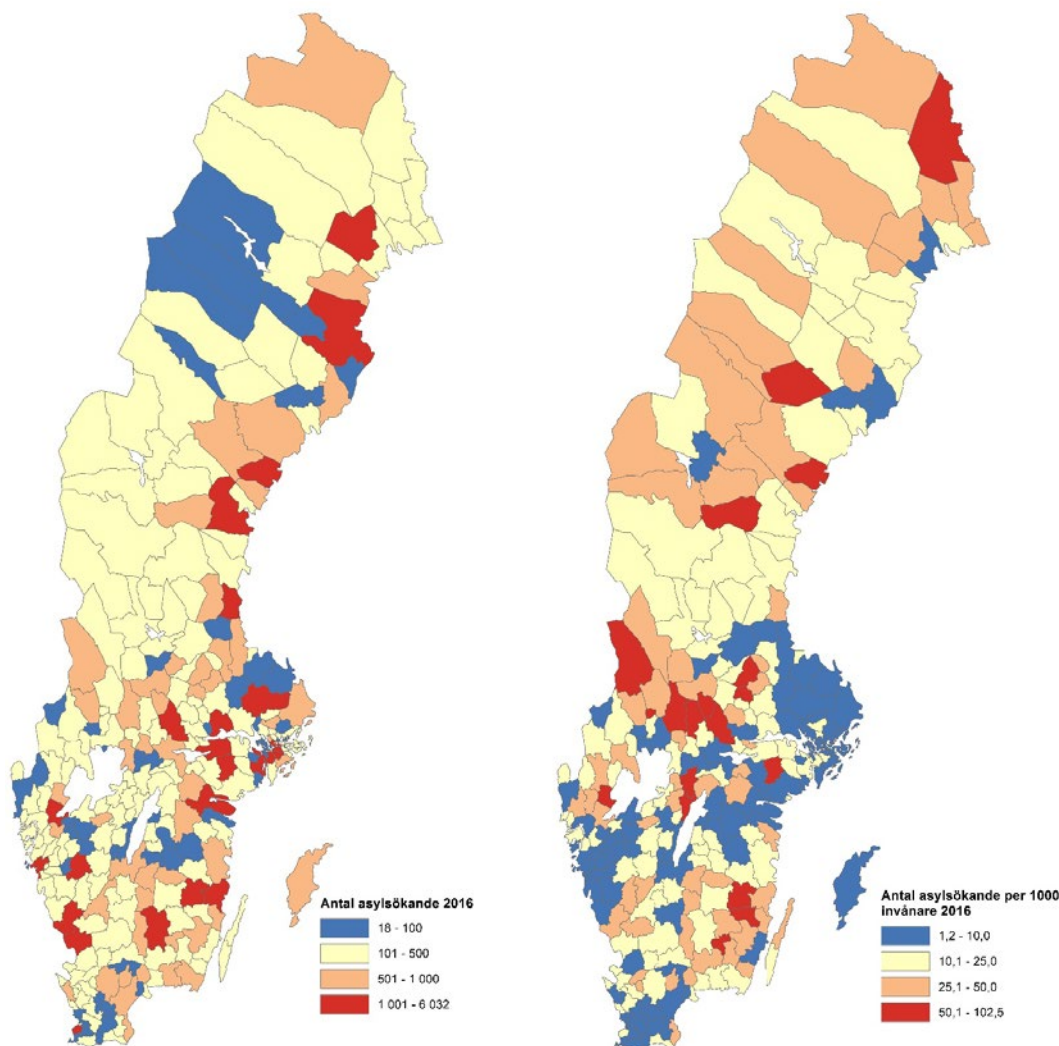 Antal asylsökande 2016
18 - 100
101 - 500
501 - 1 000
1 001 - 6 032
Antal asylsökande per 1000
invånare 2016
1,2 - 10,0
10,1 - 25,0
25,1 - 50,0
50,1 - 102,5